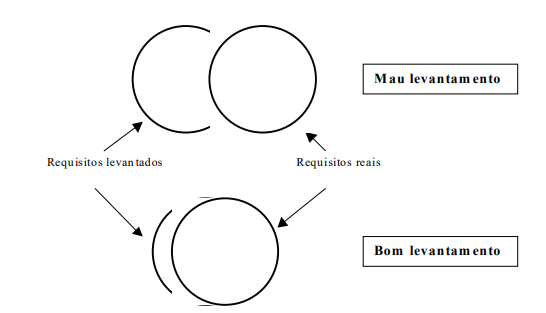 Mau levantamento
Requisitos levantados
Requisitos reais
Bom levantamento